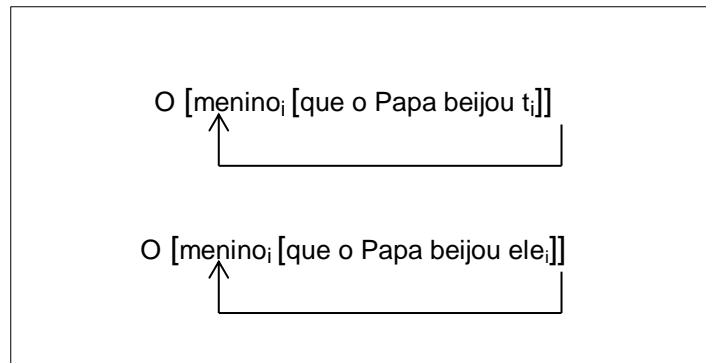 O [meninoᵢ [que o Papa beijou tᵢ]]
O [meninoᵢ [que o Papa beijou eleᵢ]]